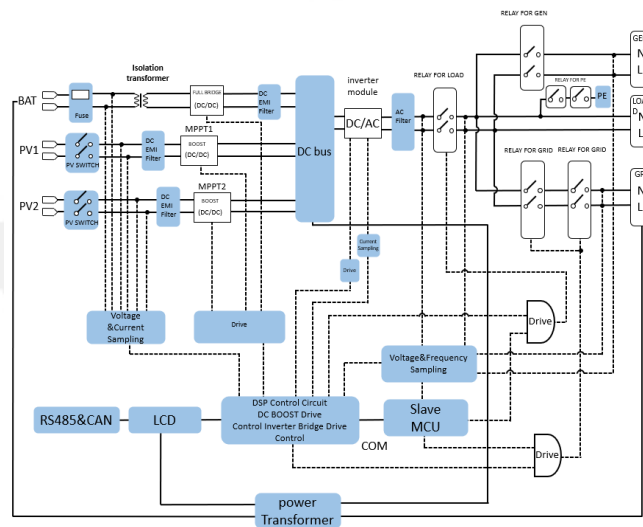 RELAY FOR GEN
Isolation
transformer
inverter
module
RELAY FOR LOAD
RELAY FOR PE
GE
N
L
BAT
Fuse
FULL BRIDGE
(DC/DC)
DC
EMI
Filter
PE
LOA
D
N
L
MPPT1
DC/AC
AC
Filter
PV1
PV SWITCH
DC
EMI
Filter
BOOST
(DC/DC)
DC bus
RELAY FOR GRID
RELAY FOR GRID
GR
N
L
MPPT2
PV2
PV SWITCH
DC
EMI
Filter
BOOST
(DC/DC)
Current
Sampling
Drive
Voltage
&Current
Sampling
Drive
Drive
Voltage&Frequency
Sampling
RS485&CAN
LCD
DSP Control Circuit
DC BOOST Drive
Control Inverter Bridge Drive
Control
Slave
MCU
COM
Drive
power
Transformer